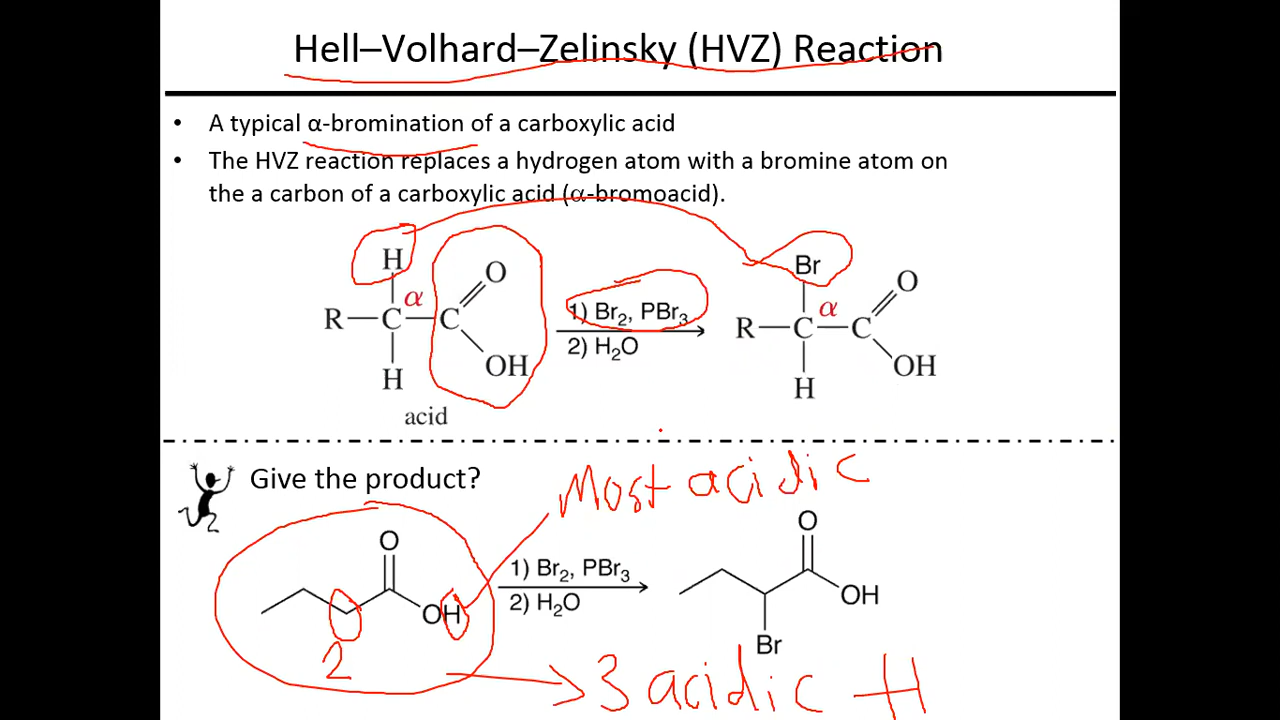 Hell–Volhard–Zelinsky (HVZ) Reaction
• A typical α-bromination of a carboxylic acid
• The HVZ reaction replaces a hydrogen atom with a bromine atom on
the a carbon of a carboxylic acid (α-bromoacid).
H
Br
O
O
α
α
1) Br₂, PBr₃
R—C—C
R—C—C
2) H₂O
OH
OH
H
H
acid
Give the product?
Most acidic
O
O
1) Br₂, PBr₃
2) H₂O
OH
OH
Br
2
3 acidic H